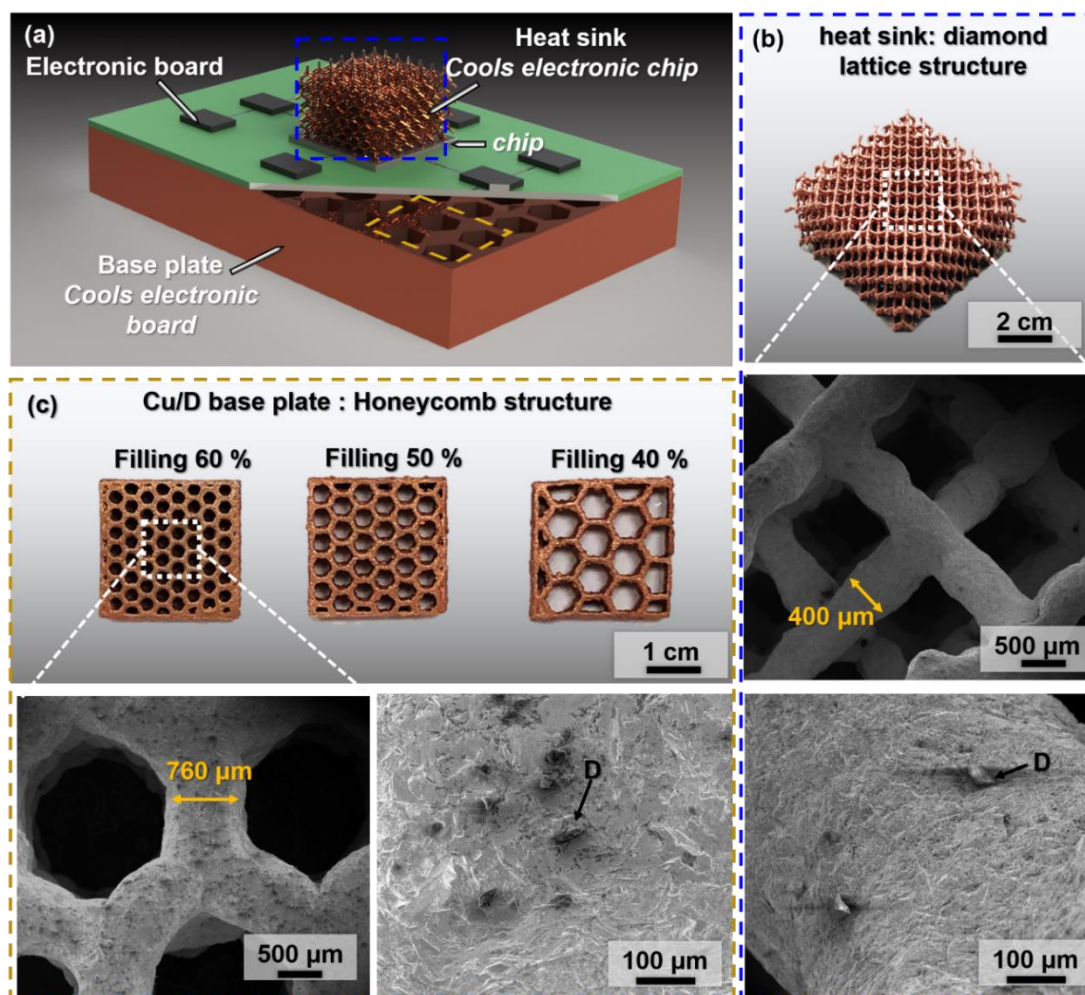 (a)
Electronic board
Heat sink
Cools electronic chip
chip
Base plate
Cools electronic
board
(b)
heat sink: diamond
lattice structure
2 cm
400 µm
500 µm
D
100 µm
(c)
Cu/D base plate : Honeycomb structure
Filling 60 %
Filling 50 %
Filling 40 %
1 cm
760 µm
500 µm
D
100 µm